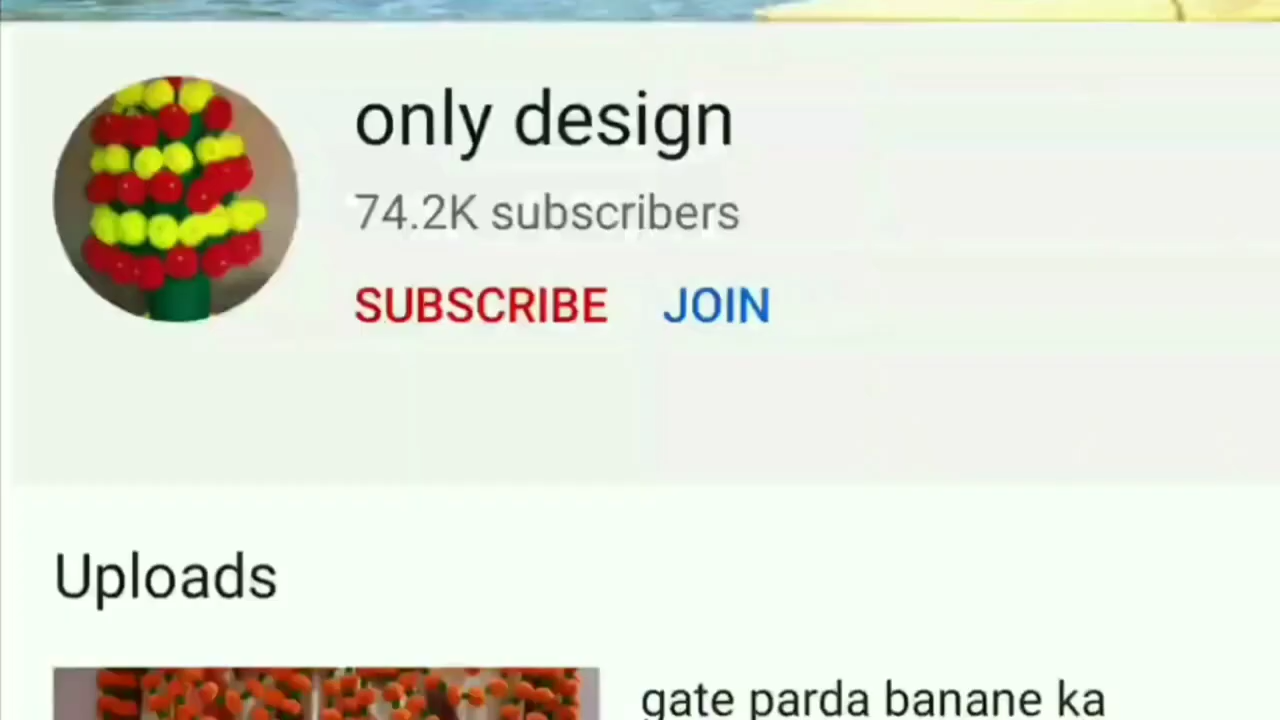 only design
74.2K subscribers
SUBSCRIBE JOIN
Uploads
gate parda banane ka